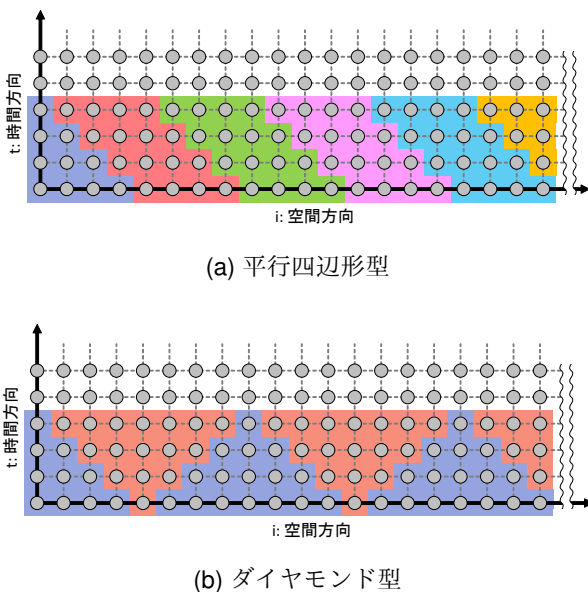 t: 時間方向
i: 空間方向
(a) 平行四辺形型
t: 時間方向
i: 空間方向
(b) ダイヤモンド型